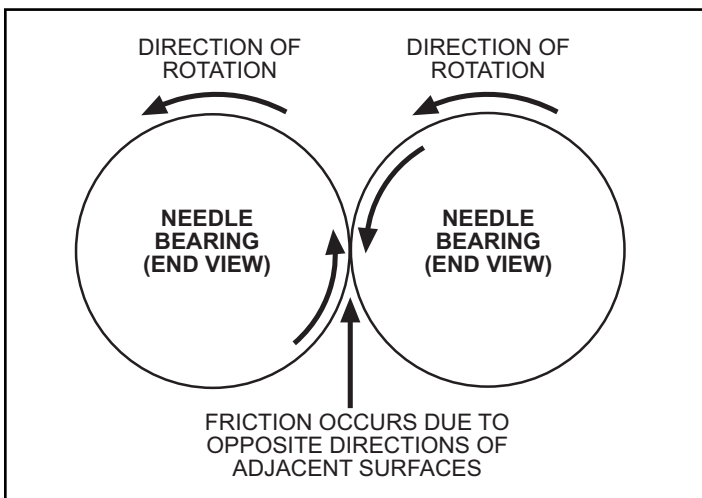 DIRECTION OF
ROTATION
DIRECTION OF
ROTATION
NEEDLE
BEARING
(END VIEW)
NEEDLE
BEARING
(END VIEW)
FRICTION OCCURS DUE TO
OPPOSITE DIRECTIONS OF
ADJACENT SURFACES